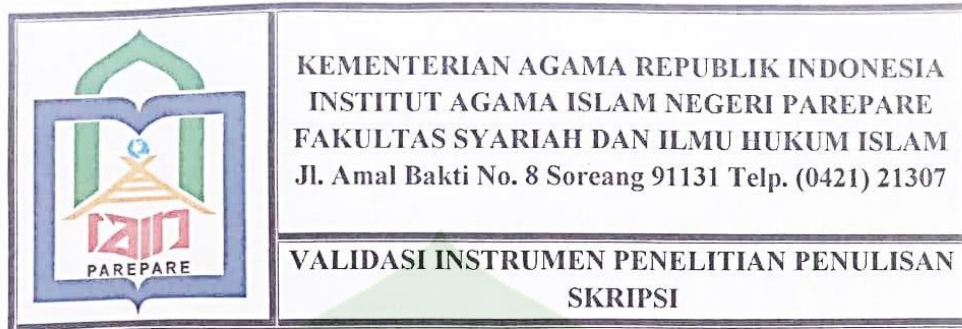 iain
PAREPARE
KEMENTERIAN AGAMA REPUBLIK INDONESIA
INSTITUT AGAMA ISLAM NEGERI PAREPARE
FAKULTAS SYARIAH DAN ILMU HUKUM ISLAM
Jl. Amal Bakti No. 8 Soreang 91131 Telp. (0421) 21307
VALIDASI INSTRUMEN PENELITIAN PENULISAN
SKRIPSI